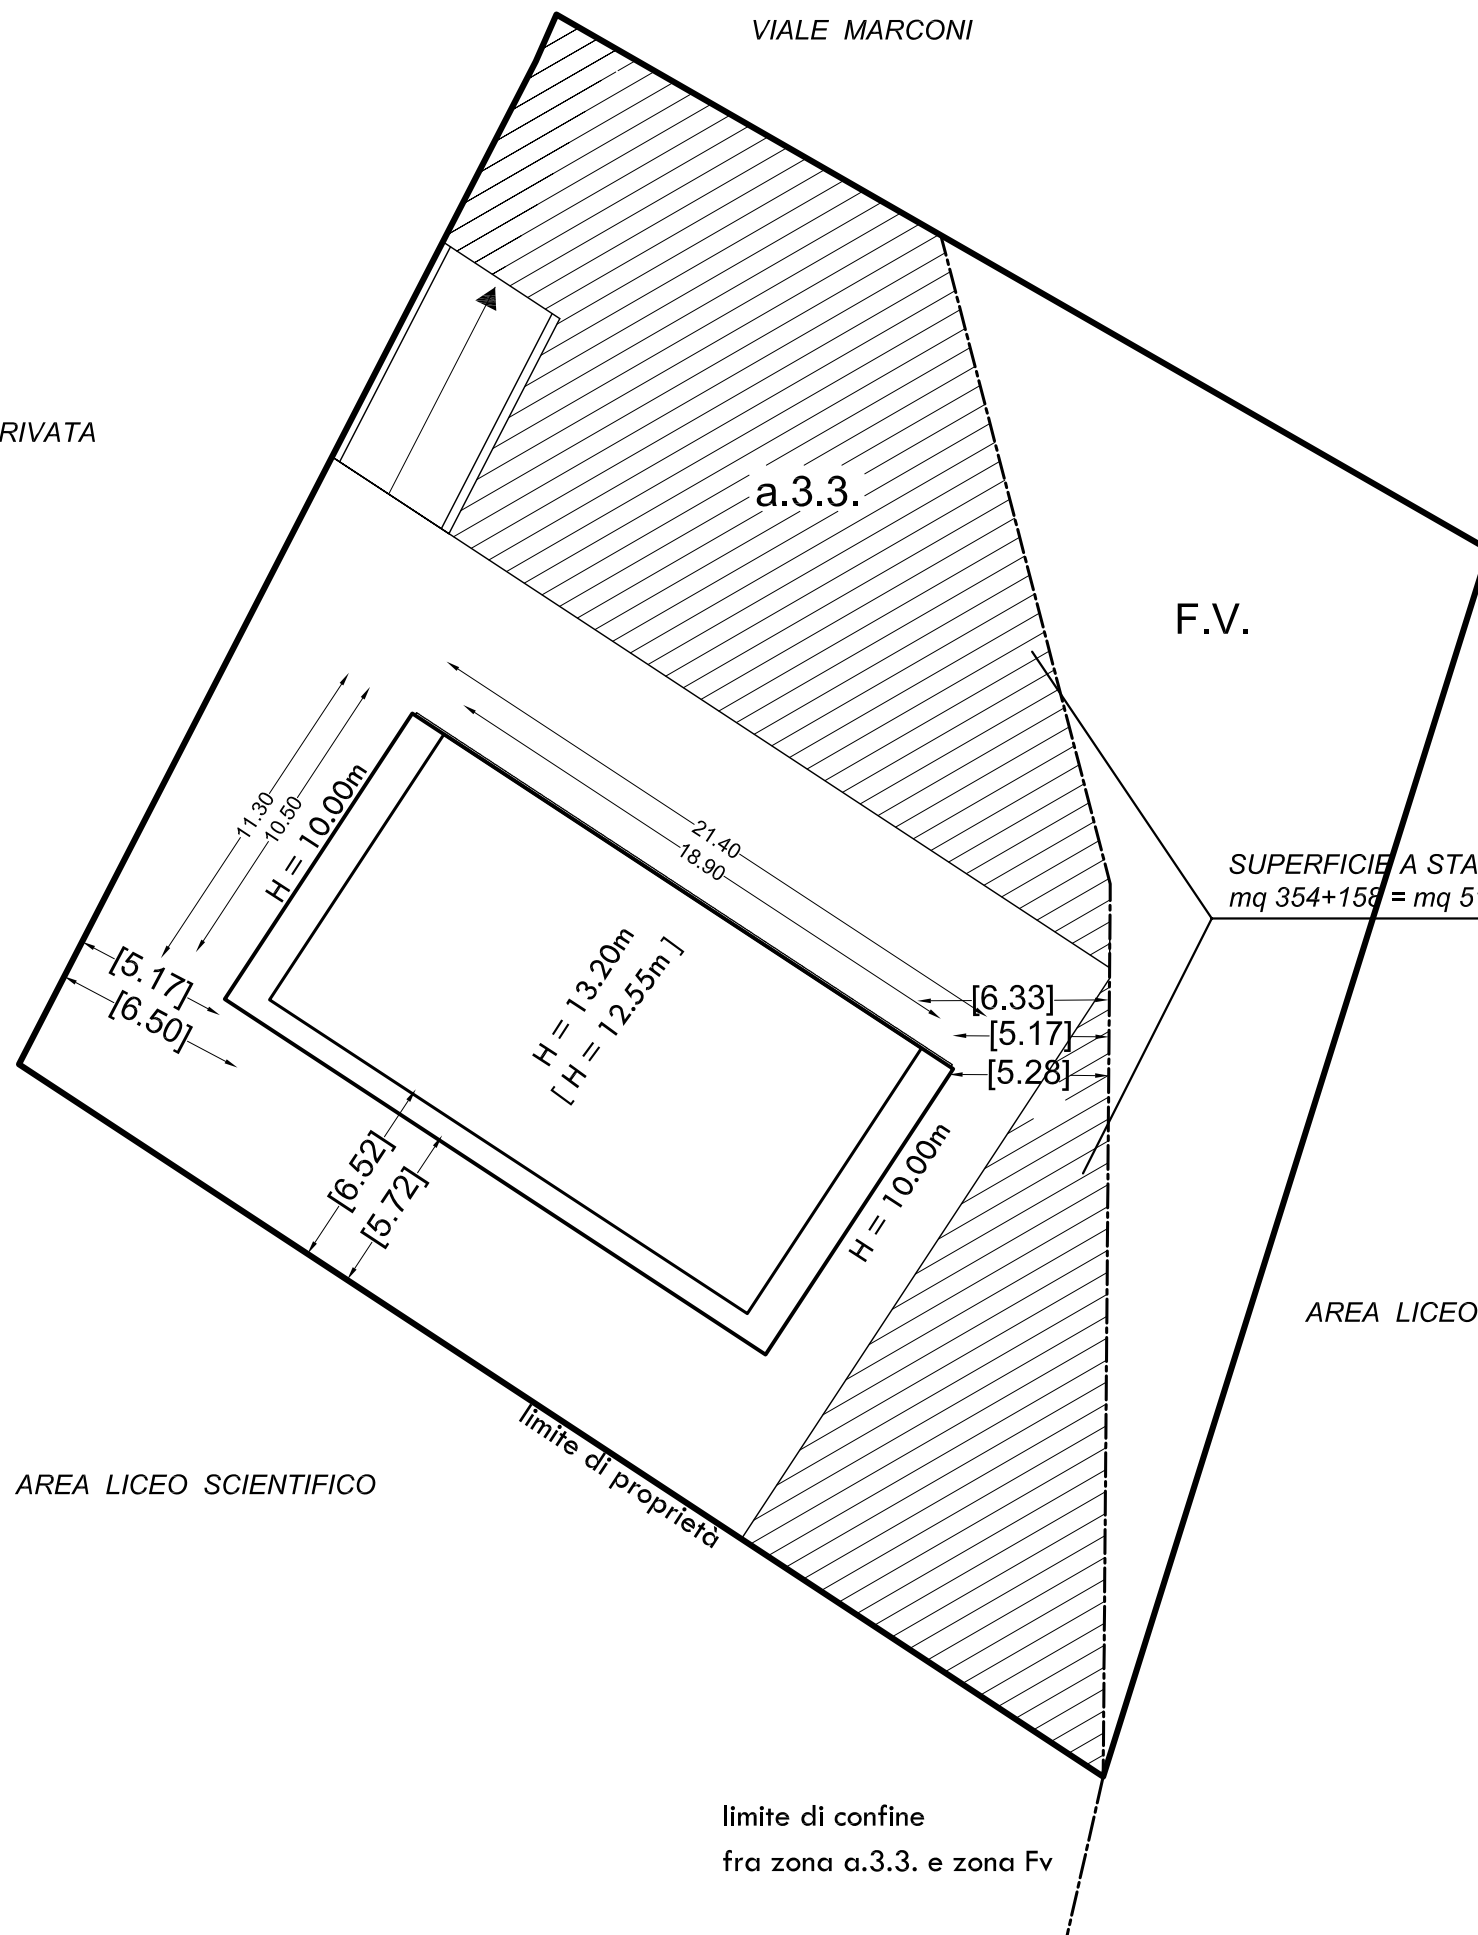 VIALE MARCONI
RIVATA
a.3.3.
F.V.
11.30
10.50
H = 10.00m
21.40
18.90
SUPERFICIE A STA
mq 354+158 = mq 5
[5.17]
[6.50]
H = 13.20m
[ H = 12.55m ]
[6.33]
[5.17]
[5.28]
[6.52]
[5.72]
H = 10.00m
AREA LICEO
limite di proprietà
AREA LICEO SCIENTIFICO
limite di confine
fra zona a.3.3. e zona Fv